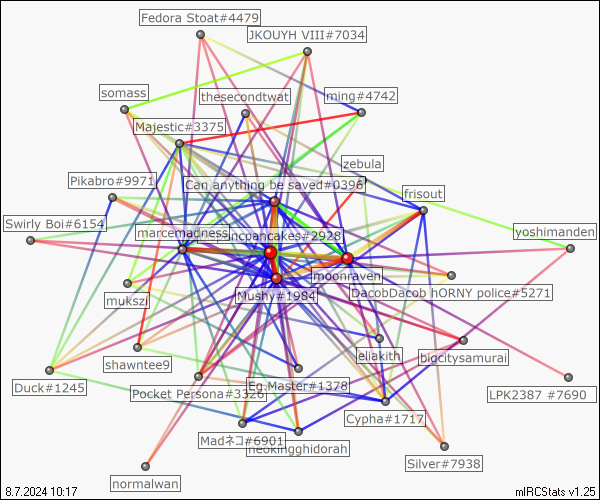 Fedora Stoat#4479
JKOUYH VIII#7034
somass
thesecondtwat
ming#4742
Majestic#3375
zebula
Pikabro#9971
Can anything be saved#0396
frisout
Swirly Boi#6154
marcemadness
ncpancakes#2928
yoshimanden
moonraven
mukszi
Mushy#1984
DacobDacob hORNY police#5271
shawntee9
eliakith
bigcitysamurai
Duck#1245
Pocket Persona#3326
Eg.Master#1378
LPK2387 #7690
Cypha#1717
Madネコ#6901
neokingghidorah
Silver#7938
normalwan
8.7.2024 10:17
mIRCStats v1.25